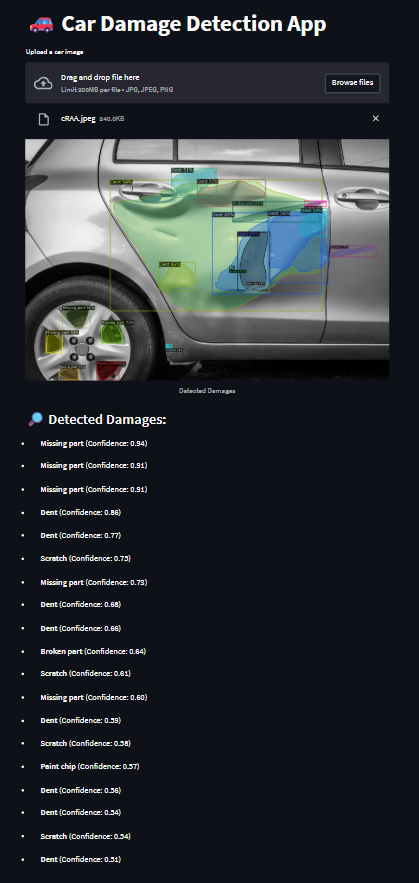 Car Damage Detection App
Upload a car image
Drag and drop file here
Limit 200MB per file • JPG, JPEG, PNG
Browse files
cRAA.jpeg 240.0KB
Dent 51%
Detected Damages
Detected Damages:
Missing part (Confidence: 0.94)
Missing part (Confidence: 0.91)
Missing part (Confidence: 0.91)
Dent (Confidence: 0.86)
Dent (Confidence: 0.77)
Scratch (Confidence: 0.75)
Missing part (Confidence: 0.73)
Dent (Confidence: 0.68)
Dent (Confidence: 0.66)
Broken part (Confidence: 0.64)
Scratch (Confidence: 0.61)
Missing part (Confidence: 0.60)
Dent (Confidence: 0.59)
Scratch (Confidence: 0.58)
Paint chip (Confidence: 0.57)
Dent (Confidence: 0.56)
Dent (Confidence: 0.54)
Scratch (Confidence: 0.54)
Dent (Confidence: 0.51)